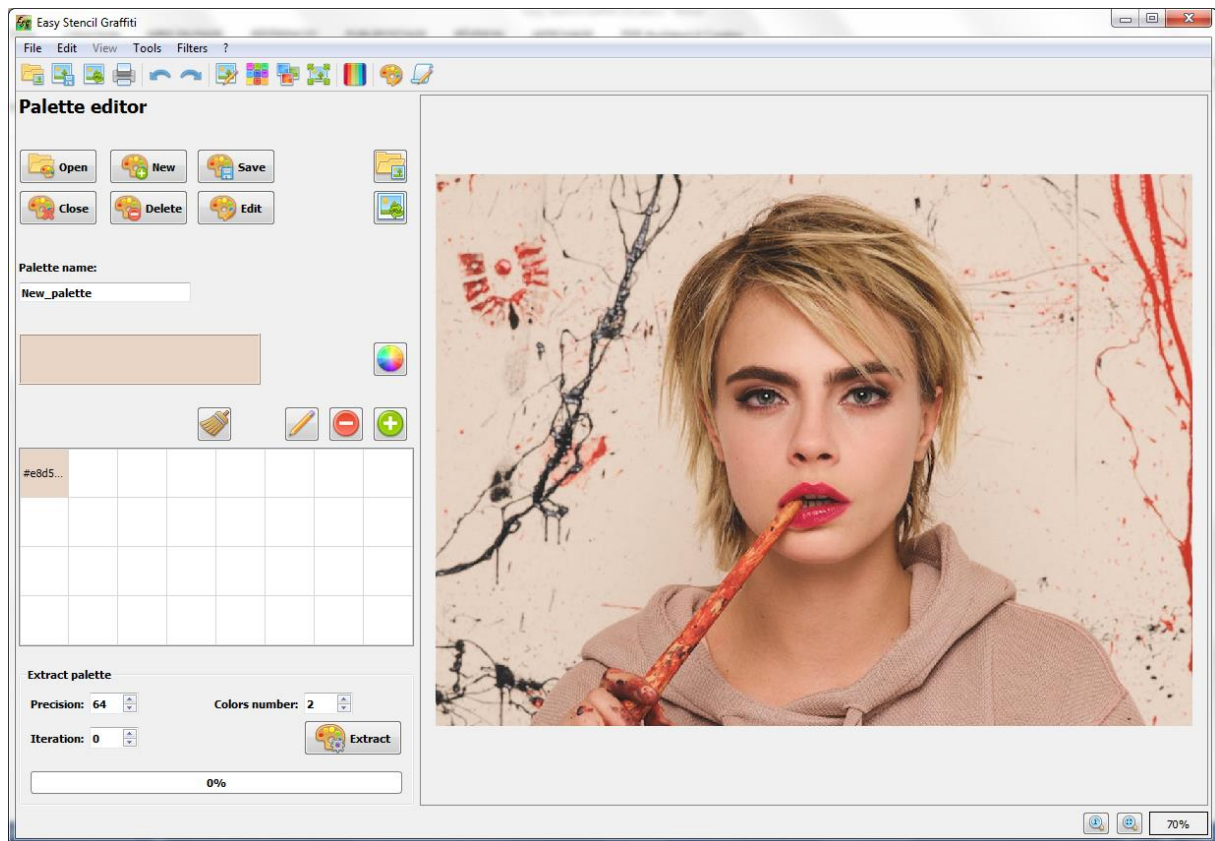 Easy Stencil Graffiti
File Edit View Tools Filters ?
Palette editor
Open New Save
Close Delete Edit
Palette name:
New_palette
#e8d5...
Extract palette
Precision: 64 Colors number: 2
Iteration: 0 Extract
0%
70%